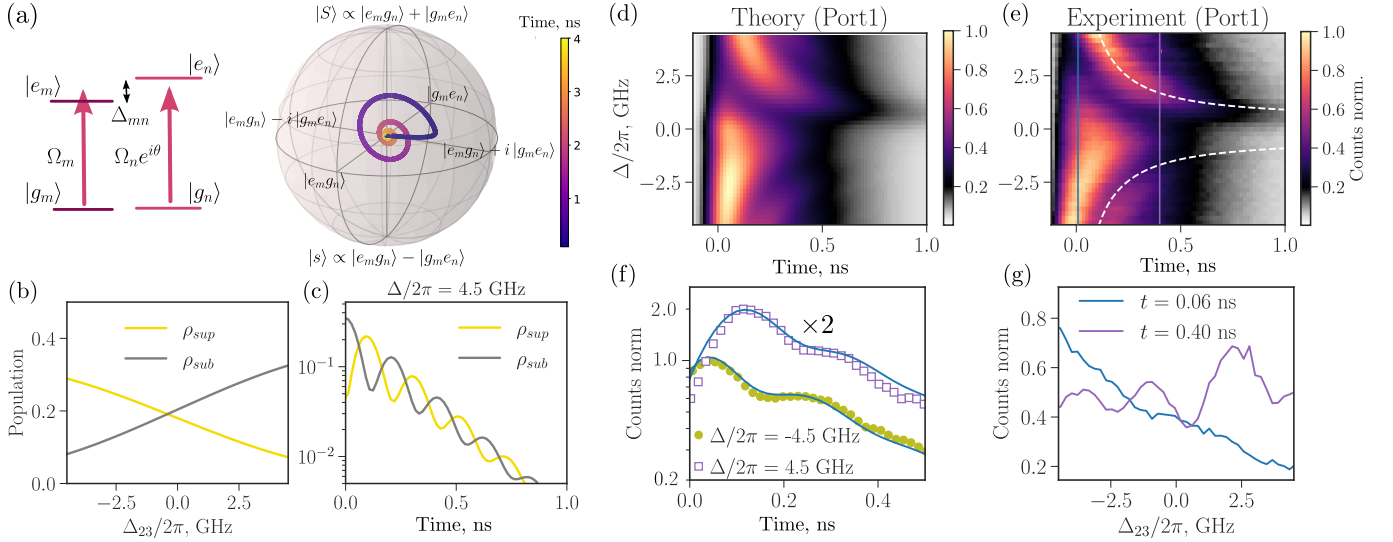 (a)
|S⟩ ∝ |e_m g_n⟩ + |g_m e_n⟩
Time, ns
4
3
2
1
|e_m⟩
|e_n⟩
Δ_mn
Ω_m
Ω_n e^{iθ}
|g_m⟩
|g_n⟩
|g_m e_n⟩
|e_m g_n⟩ − i |g_m e_n⟩
|e_m g_n⟩ + i |g_m e_n⟩
|e_m g_n⟩
|s⟩ ∝ |e_m g_n⟩ − |g_m e_n⟩
(b)
Population
0.4
0.2
0.0
ρ_sup
ρ_sub
−2.5
0.0
2.5
Δ_23/2π, GHz
(c)
Δ/2π = 4.5 GHz
10^{−1}
10^{−2}
ρ_sup
ρ_sub
0.0
0.5
1.0
Time, ns
(d)
Theory (Port1)
Δ/2π, GHz
2.5
0.0
−2.5
0.0
0.5
1.0
Time, ns
1.0
0.8
0.6
0.4
0.2
(e)
Experiment (Port1)
2.5
0.0
−2.5
0.0
0.5
1.0
Time, ns
1.0
0.8
0.6
0.4
0.2
Counts norm.
(f)
Counts norm
2.0
1.0
0.2
×2
Δ/2π = -4.5 GHz
Δ/2π = 4.5 GHz
0.0
0.2
0.4
Time, ns
(g)
Counts norm
0.8
0.6
0.4
0.2
t = 0.06 ns
t = 0.40 ns
−2.5
0.0
2.5
Δ_23/2π, GHz